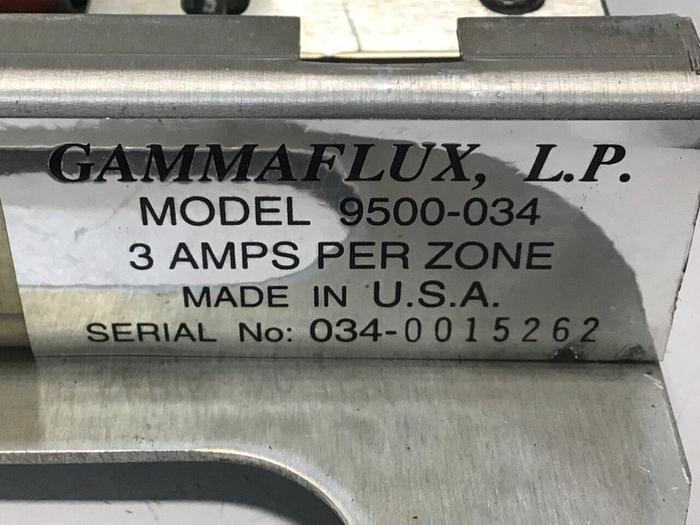 GAMMAFLUX, L.P.
MODEL 9500-034
3 AMPS PER ZONE
MADE IN U.S.A.
SERIAL No: 034-0015262